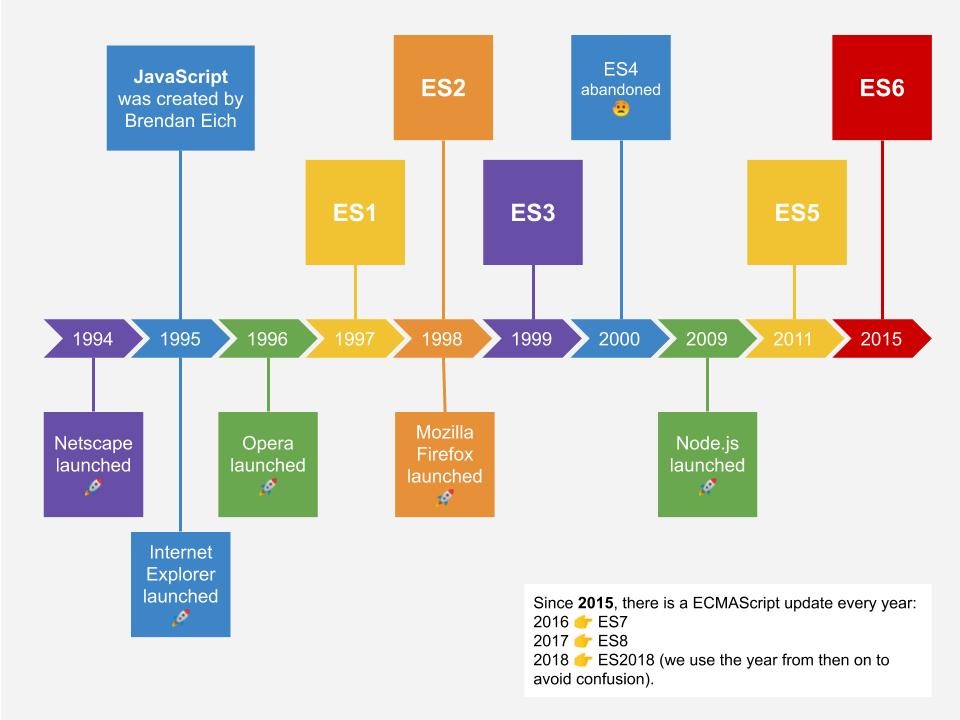 JavaScript
was created by
Brendan Eich
ES2
ES4
abandoned
😟
ES6
ES1
ES3
ES5
1994
1995
1996
1997
1998
1999
2000
2009
2011
2015
Netscape
launched
🚀
Opera
launched
🚀
Mozilla
Firefox
launched
🚀
Node.js
launched
🚀
Internet
Explorer
launched
🚀
Since 2015, there is a ECMAScript update every year:
2016 👉 ES7
2017 👉 ES8
2018 👉 ES2018 (we use the year from then on to
avoid confusion).